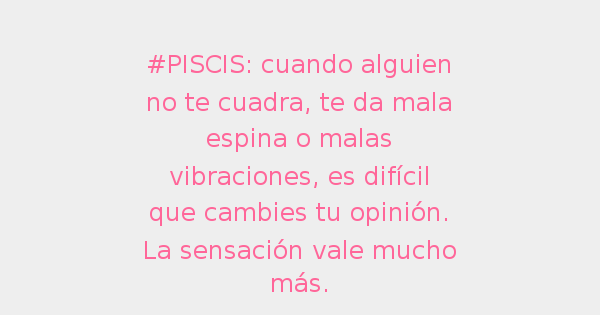 #PISCIS: cuando alguien
no te cuadra, te da mala
espina o malas
vibraciones, es difícil
que cambies tu opinión.
La sensación vale mucho
más.